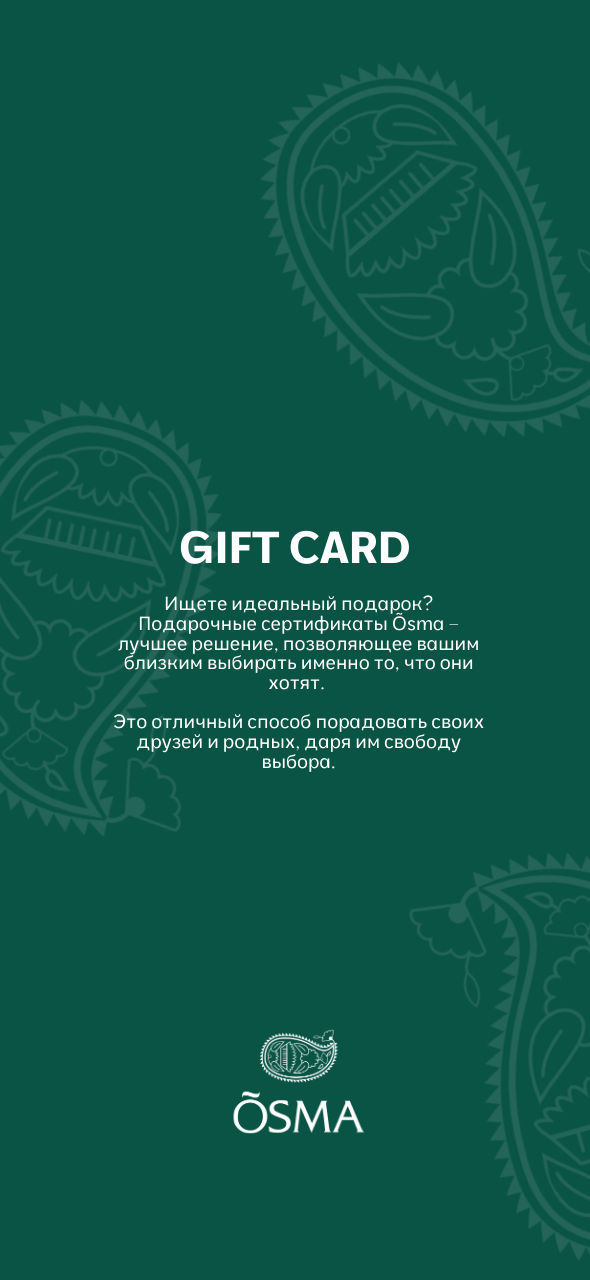 GIFT CARD
Ищете идеальный подарок?
Подарочные сертификаты Õsma –
лучшее решение, позволяющее вашим
близким выбирать именно то, что они
хотят.
Это отличный способ порадовать своих
друзей и родных, даря им свободу
выбора.
ÕSMA